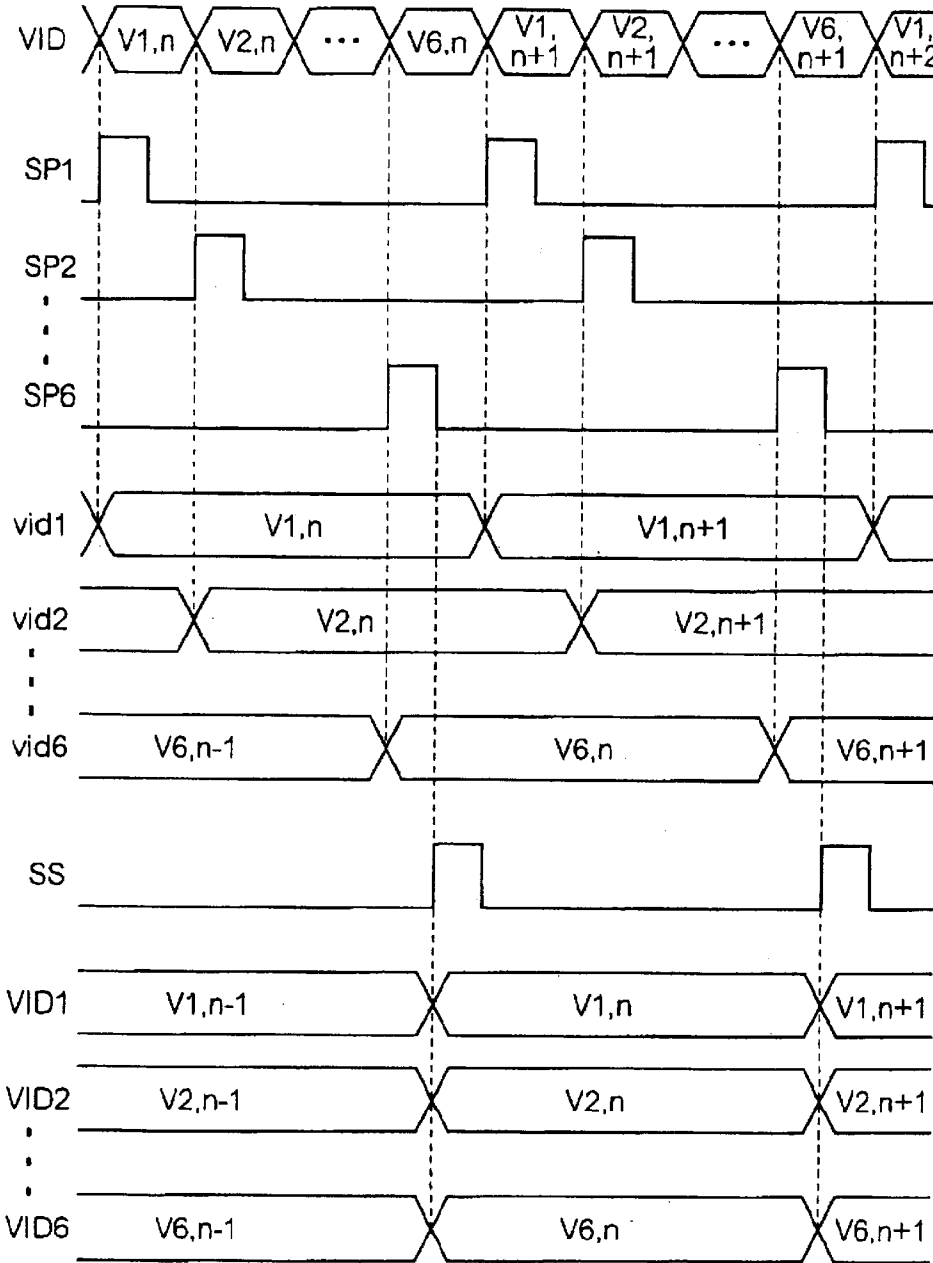 VID V1,n V2,n ... V6,n V1, n+1 V2, n+1 ... V6, n+1 V1, n+2
SP1
SP2
SP6
vid1 V1,n V1,n+1
vid2 V2,n V2,n+1
vid6 V6,n-1 V6,n V6,n+1
SS
VID1 V1,n-1 V1,n V1,n+1
VID2 V2,n-1 V2,n V2,n+1
VID6 V6,n-1 V6,n V6,n+1